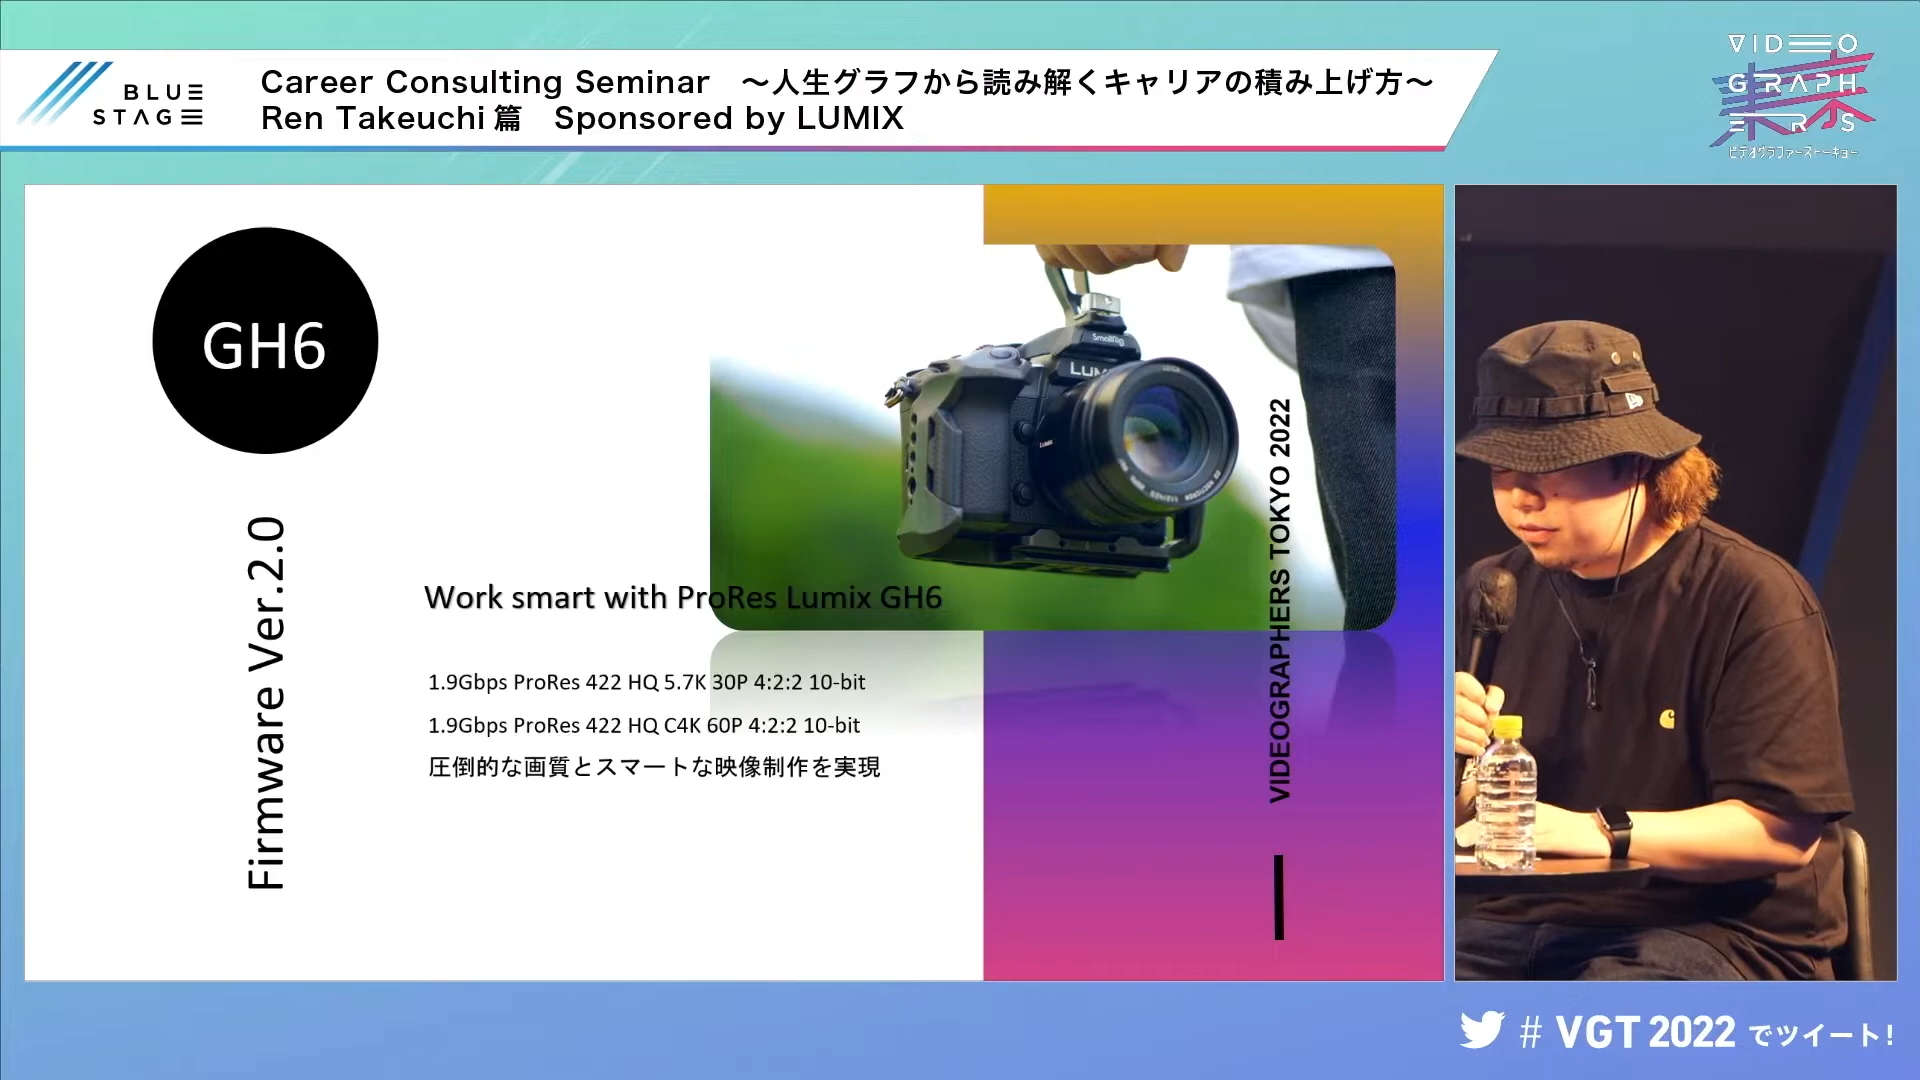 BLUE
STAGE
Career Consulting Seminar　〜人生グラフから読み解くキャリアの積み上げ方〜
Ren Takeuchi 篇　Sponsored by LUMIX
VIDEO
GRAPH
ERS
東京
ビデオグラファーズトーキョー
GH6
Firmware Ver.2.0
SmallRig
LUM
LUMIX
VIDEOGRAPHERS TOKYO 2022
Work smart with ProRes Lumix GH6
1.9Gbps ProRes 422 HQ 5.7K 30P 4:2:2 10-bit
1.9Gbps ProRes 422 HQ C4K 60P 4:2:2 10-bit
圧倒的な画質とスマートな映像制作を実現
# VGT 2022 でツイート!